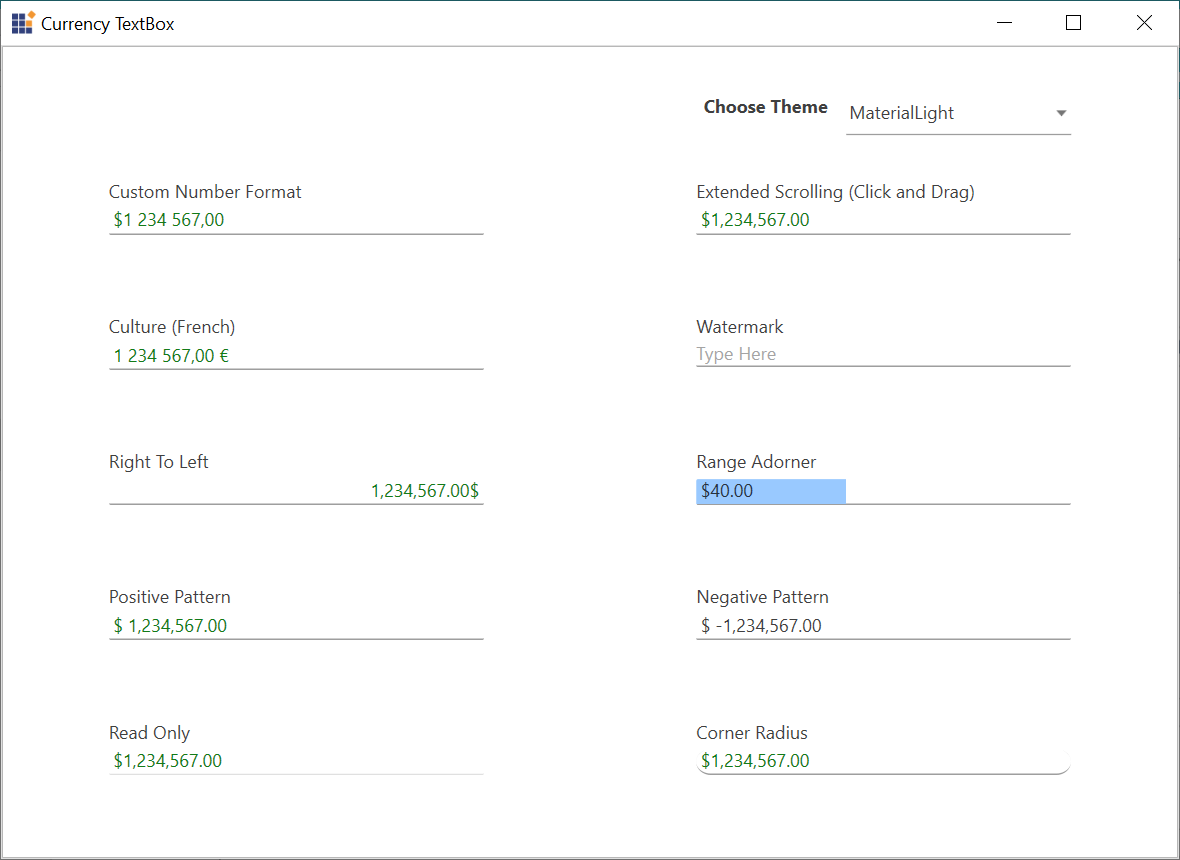 Currency TextBox
Choose Theme MaterialLight
Custom Number Format
$1 234 567,00
Extended Scrolling (Click and Drag)
$1,234,567.00
Culture (French)
1 234 567,00 €
Watermark
Type Here
Right To Left
1,234,567.00$
Range Adorner
$40.00
Positive Pattern
$ 1,234,567.00
Negative Pattern
$ -1,234,567.00
Read Only
$1,234,567.00
Corner Radius
$1,234,567.00